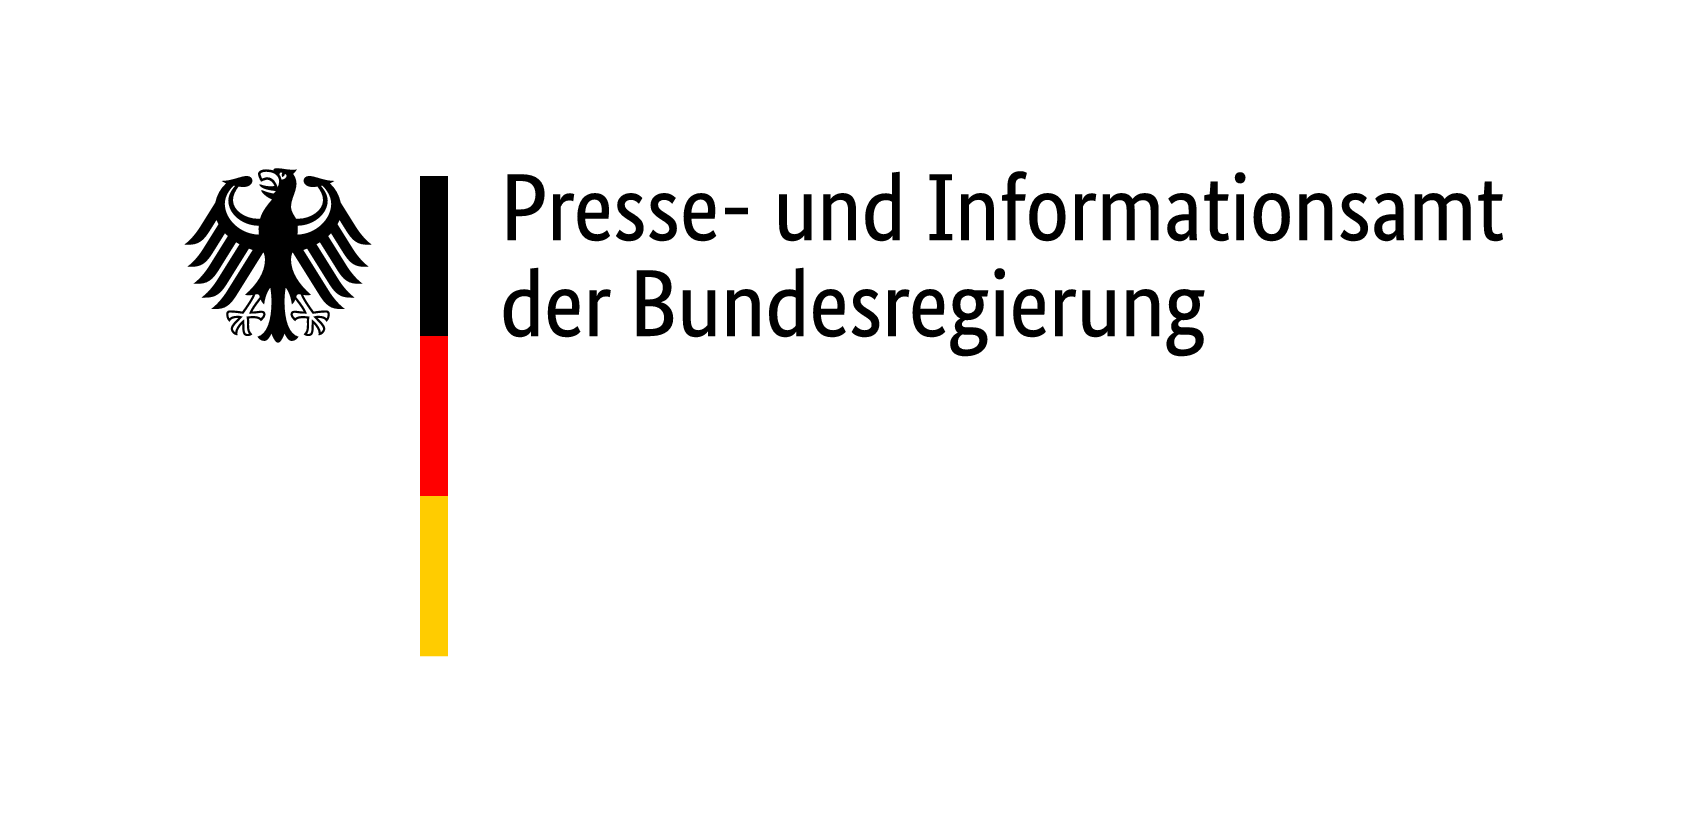 Presse- und Informationsamt
der Bundesregierung